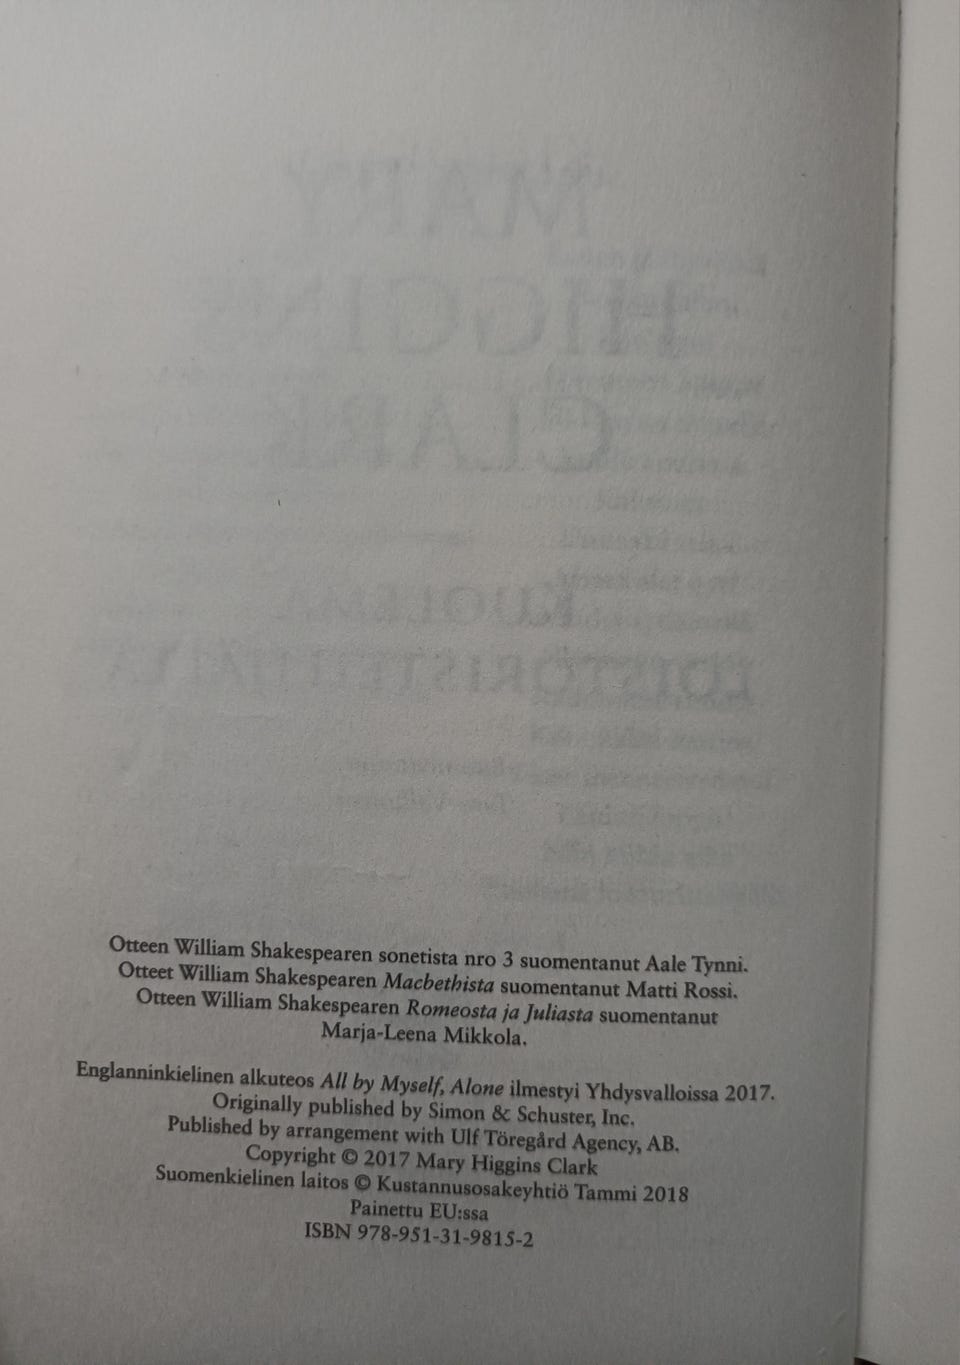 Otteen William Shakespearen sonetista nro 3 suomentanut Aale Tynni.
Otteet William Shakespearen Macbethista suomentanut Matti Rossi.
Otteen William Shakespearen Romeosta ja Juliasta suomentanut
Marja-Leena Mikkola.
Englanninkielinen alkuteos All by Myself, Alone ilmestyi Yhdysvalloissa 2017.
Originally published by Simon & Schuster, Inc.
Published by arrangement with Ulf Töregård Agency, AB.
Copyright © 2017 Mary Higgins Clark
Suomenkielinen laitos © Kustannusosakeyhtiö Tammi 2018
Painettu EU:ssa
ISBN 978-951-31-9815-2